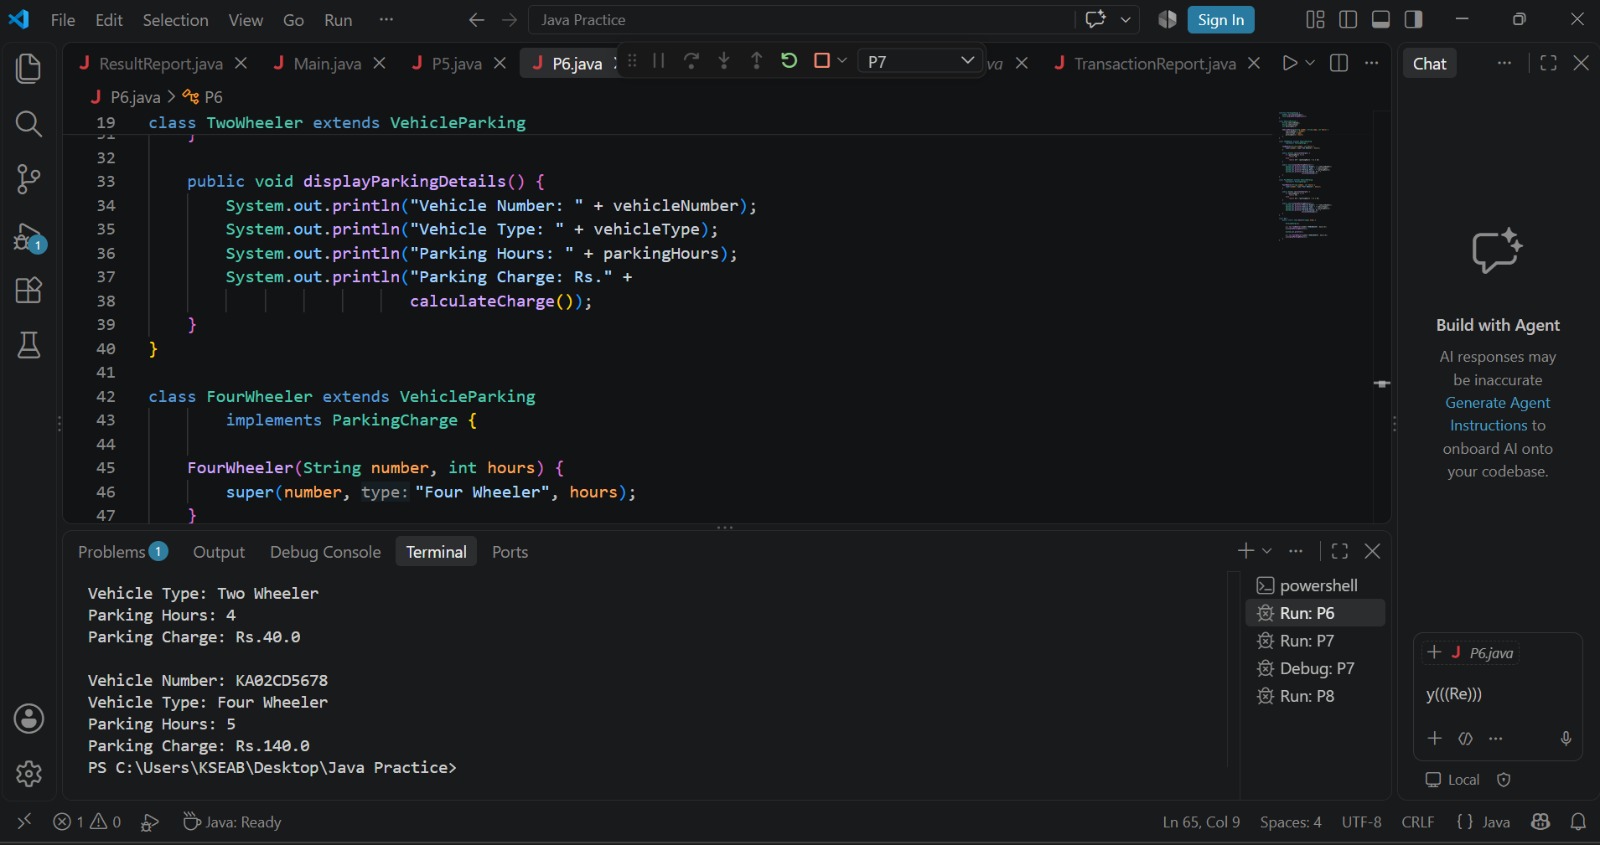 File Edit Selection View Go Run ··· Java Practice Sign In
ResultReport.java Main.java P5.java P6.java P7 va TransactionReport.java
P6.java > P6
19 class TwoWheeler extends VehicleParking
31 }
32
33 public void displayParkingDetails() {
34 System.out.println("Vehicle Number: " + vehicleNumber);
35 System.out.println("Vehicle Type: " + vehicleType);
36 System.out.println("Parking Hours: " + parkingHours);
37 System.out.println("Parking Charge: Rs." +
38 calculateCharge());
39 }
40 }
41
42 class FourWheeler extends VehicleParking
43 implements ParkingCharge {
44
45 FourWheeler(String number, int hours) {
46 super(number, type: "Four Wheeler", hours);
47 }
1
Problems 1 Output Debug Console Terminal Ports
Vehicle Type: Two Wheeler
Parking Hours: 4
Parking Charge: Rs.40.0
Vehicle Number: KA02CD5678
Vehicle Type: Four Wheeler
Parking Hours: 5
Parking Charge: Rs.140.0
PS C:\Users\KSEAB\Desktop\Java Practice>
powershell
Run: P6
Run: P7
Debug: P7
Run: P8
Chat
Build with Agent
AI responses may
be inaccurate
Generate Agent
Instructions to
onboard AI onto
your codebase.
P6.java
y(((Re)))
Local
1 0 Java: Ready Ln 65, Col 9 Spaces: 4 UTF-8 CRLF {} Java